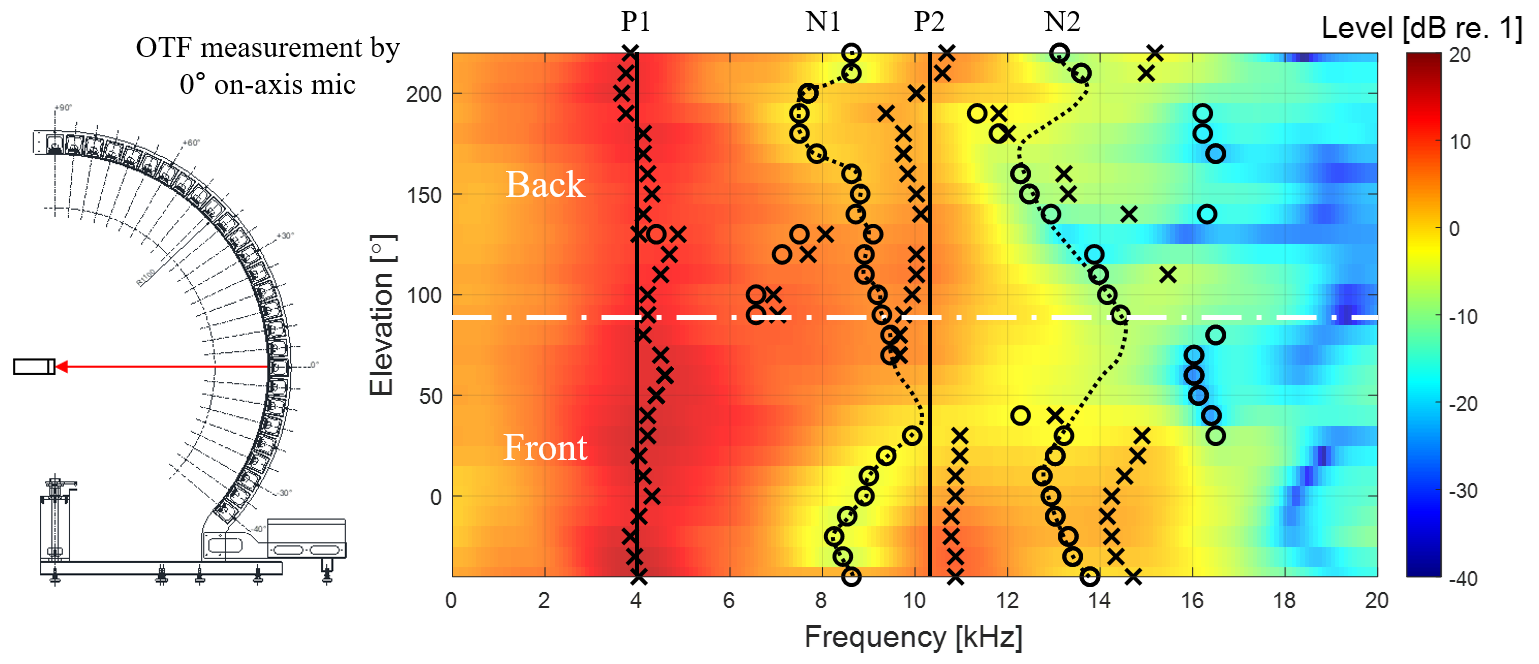 OTF measurement by
0° on-axis mic
+90°
+60°
+30°
R1100
0°
-30°
-40°
P1 N1 P2 N2
Level [dB re. 1]
Elevation [°]
200
150
100
50
0
Back
Front
0 2 4 6 8 10 12 14 16 18 20
Frequency [kHz]
20
10
0
-10
-20
-30
-40